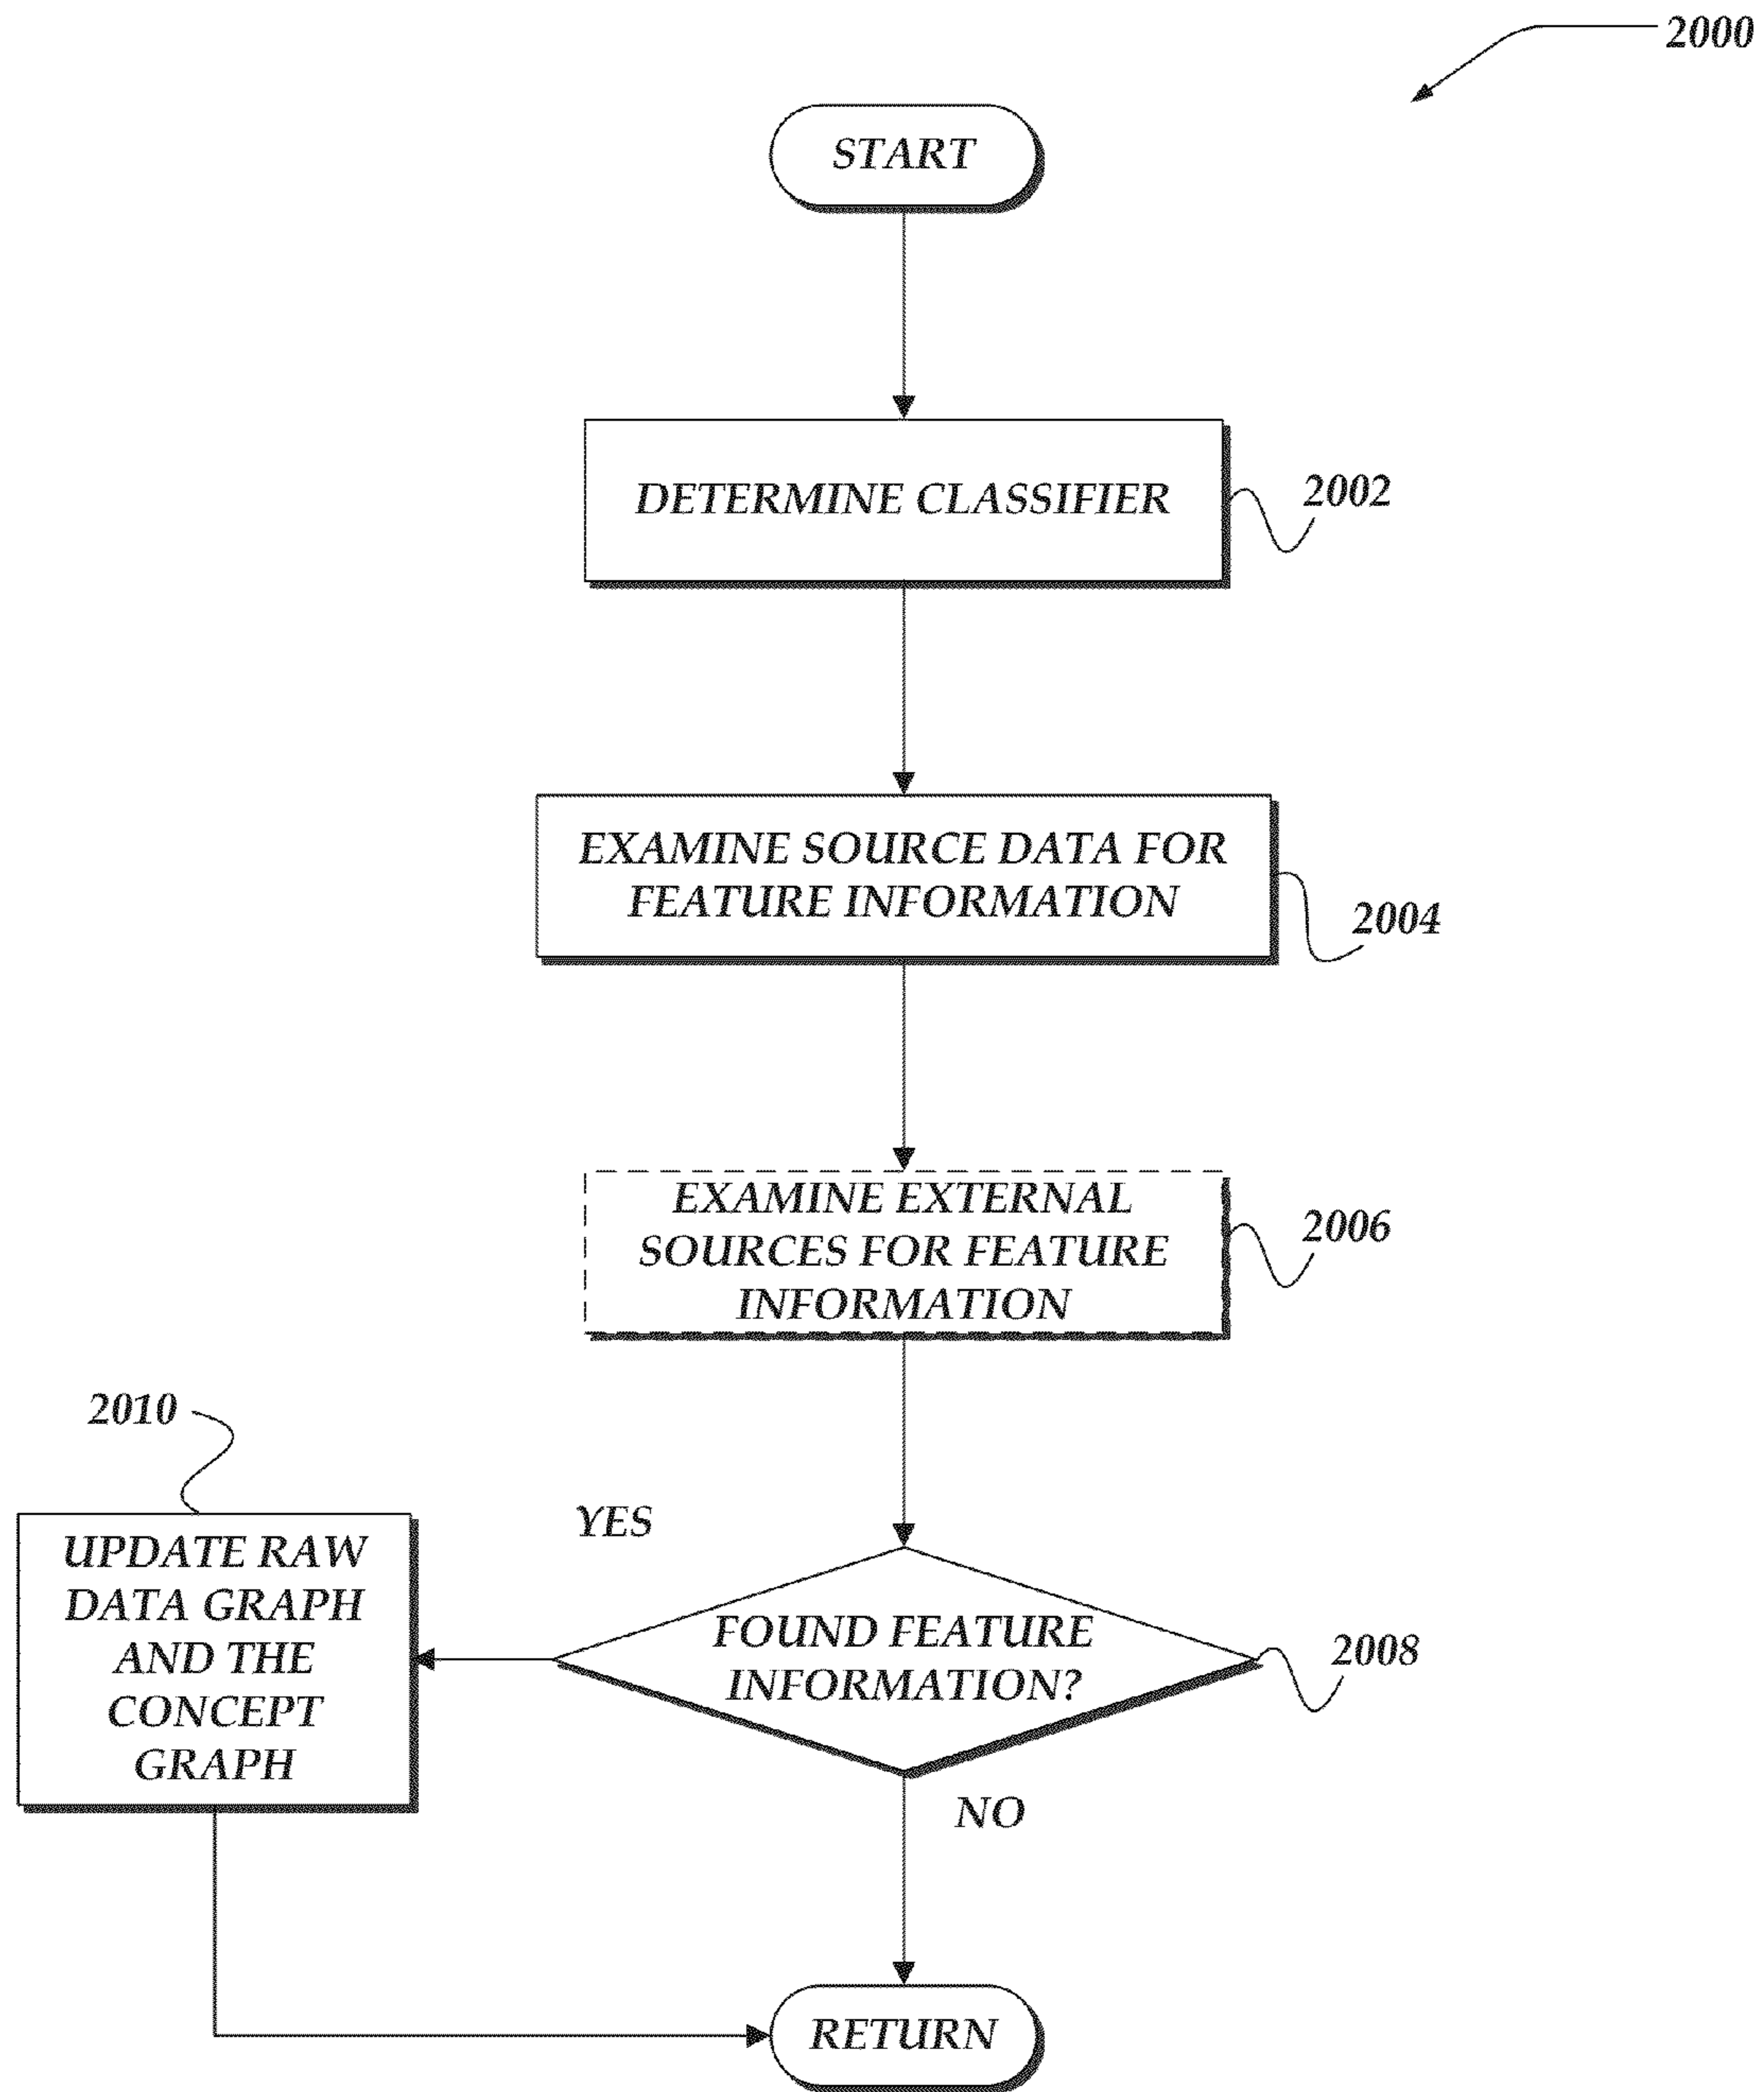 2000
START
DETERMINE CLASSIFIER
2002
EXAMINE SOURCE DATA FOR
FEATURE INFORMATION
2004
EXAMINE EXTERNAL
SOURCES FOR FEATURE
INFORMATION
2006
2010
YES
UPDATE RAW
DATA GRAPH
AND THE
CONCEPT
GRAPH
FOUND FEATURE
INFORMATION?
2008
NO
RETURN